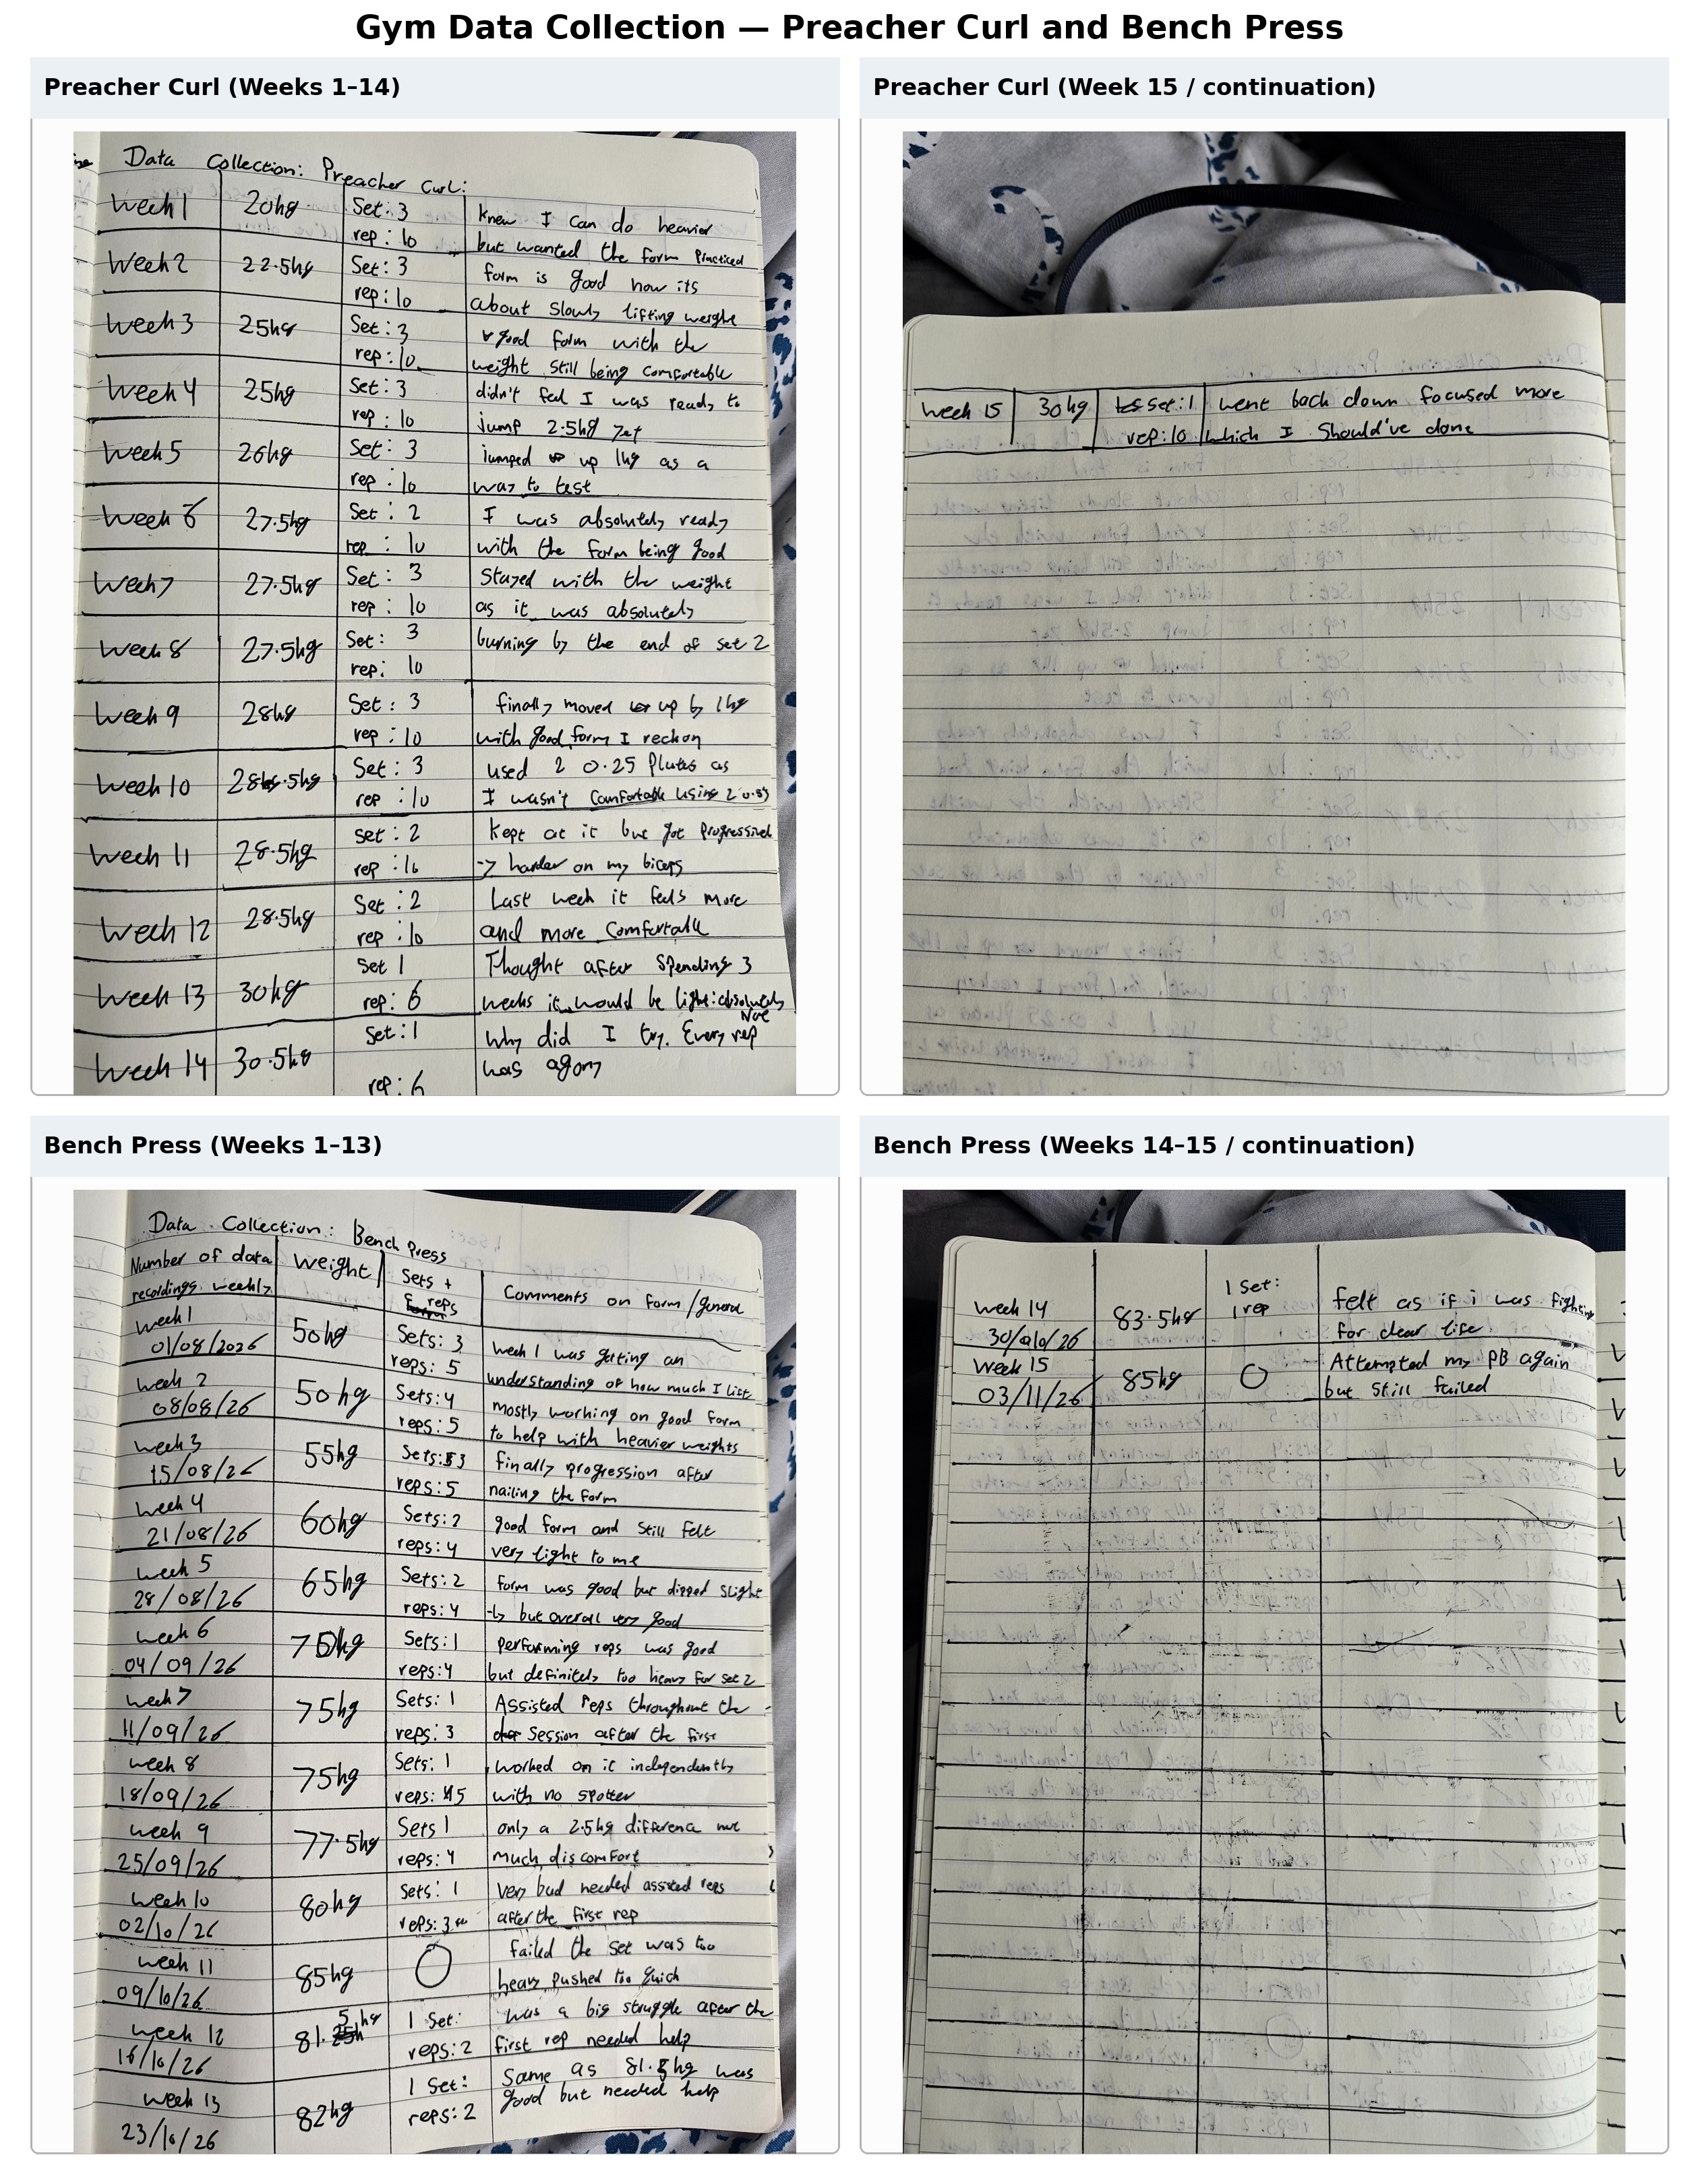 Gym Data Collection — Preacher Curl and Bench Press
Preacher Curl (Weeks 1–14)
Data Collection: Preacher Curl:
Week 1 20kg Set: 3 knew I can do heavier
rep: 10 but wanted the form Practiced
Week 2 22.5kg Set: 3 form is good now its
rep: 10 about Slowly lifting weight
Week 3 25kg Set: 3 good form with the
rep: 10 weight Still being comfortable
Week 4 25kg Set: 3 didn't feel I was ready to
rep: 10 jump 2.5kg yet
Week 5 26kg Set: 3 jumped up 1kg as a
rep: 10 way to test
Week 6 27.5kg Set: 2 I was absolutely ready
rep: 10 with the form being good
Week 7 27.5kg Set: 3 Stayed with the weight
rep: 10 as it was absolutely
Week 8 27.5kg Set: 3 burning by the end of set 2
rep: 10
Week 9 28kg Set: 3 finally moved up by 1kg
rep: 10 with good form I reckon
Week 10 28.5kg Set: 3 used 2 0.25 Plates as
rep: 10 I wasn't Comfortable using 2
Week 11 28.5kg Set: 2 kept at it but got Progressivel
rep: 10 -y harder on my biceps
Week 12 28.5kg Set: 2 Last week it feels more
rep: 10 and more Comfortable
Week 13 30kg Set 1 Thought after Spending 3
rep: 6 weeks it would be light: absolutely
Not
Week 14 30.5kg Set: 1 Why did I try. Every rep
rep: 6 was agony
Preacher Curl (Week 15 / continuation)
Week 15 30kg set: 1 Went back down focused more
rep: 10 which I Should've done
Bench Press (Weeks 1–13)
Data Collection: Bench Press
Number of data Weight Sets + Comments on form/general
recordings weekly reps
Week 1 50kg Sets: 3 Week 1 was getting an
01/08/2026 reps: 5 understanding of how much I lift
Week 2 50kg Sets: 4 mostly working on good form
08/08/26 reps: 5 to help with heavier weights
Week 3 55kg Sets: 3 finally progression after
15/08/26 reps: 5 nailing the form
Week 4 60kg Sets: 2 good form and Still felt
21/08/26 reps: 4 very light to me
Week 5 65kg Sets: 2 form was good but dipped slight
28/08/26 reps: 4 -ly but overall very good
Week 6 75kg Sets: 1 performing reps was good
04/09/26 reps: 4 but definitely too heavy for set 2
Week 7 75kg Sets: 1 Assisted reps throughout the
11/09/26 reps: 3 Session after the first
Week 8 75kg Sets: 1 worked on it independently
18/09/26 reps: 5 with no spotter
Week 9 77.5kg Sets 1 only a 2.5kg difference not
25/09/26 reps: 4 much discomfort
Week 10 80kg Sets: 1 Very bad needed assisted reps
02/10/26 reps: 3 after the first rep
Week 11 85kg 0 failed the set was too
09/10/26 heavy pushed too quick
Week 12 81.5kg 1 Set: was a big struggle after the
16/10/26 reps: 2 first rep needed help
Week 13 82kg 1 Set: Same as 81.5kg was
23/10/26 reps: 2 good but needed help
Bench Press (Weeks 14–15 / continuation)
Week 14 83.5kg 1 Set: felt as if i was fighting
30/10/26 1 rep for dear life
Week 15 85kg 0 Attempted my PB again
03/11/26 but still failed